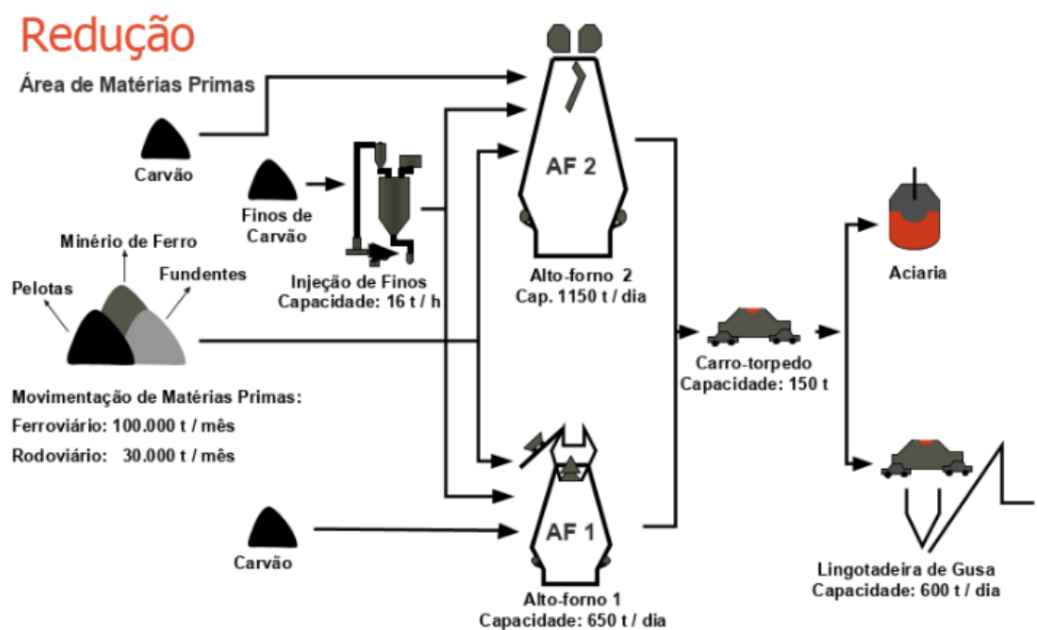 Redução
Área de Matérias Primas
Carvão
Finos de
Carvão
Minério de Ferro
Pelotas
Fundentes
Injeção de Finos
Capacidade: 16 t / h
Movimentação de Matérias Primas:
Ferroviário: 100.000 t / mês
Rodoviário: 30.000 t / mês
Carvão
AF 2
Alto-forno 2
Cap. 1150 t / dia
AF 1
Alto-forno 1
Capacidade: 650 t / dia
Carro-torpedo
Capacidade: 150 t
Aciaria
Lingotadeira de Gusa
Capacidade: 600 t / dia